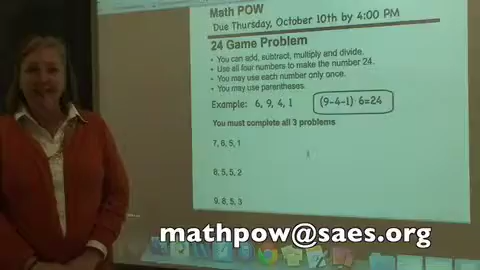 Math POW
Due Thursday, October 10th by 4:00 PM
24 Game Problem
• You can add, subtract, multiply and divide.
• Use all four numbers to make the number 24.
• You may use each number only once.
• You may use parentheses.
Example: 6, 9, 4, 1 (9-4-1) 6=24
You must complete all 3 problems
7, 6, 5, 1
8, 5, 5, 2
9, 8, 5, 3
mathpow@saes.org